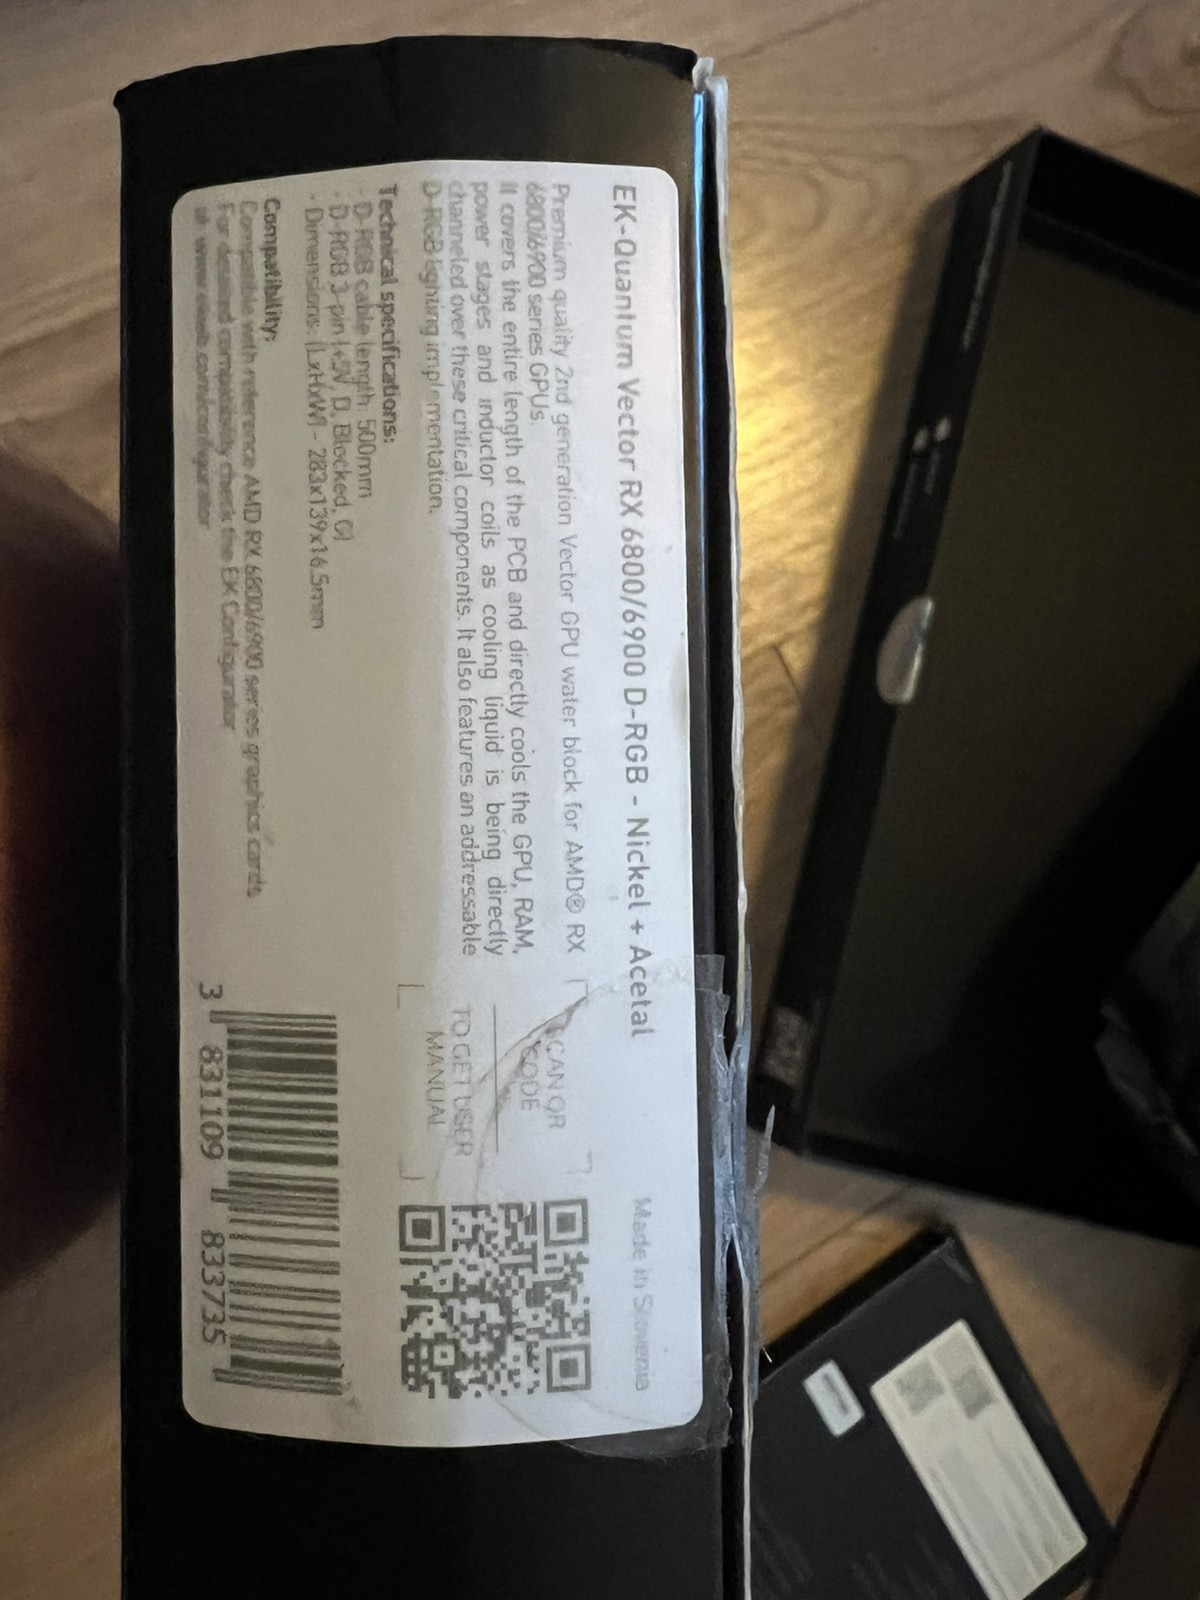 EK-Quantum Vector RX 6800/6900 D-RGB - Nickel + Acetal
Made in Slovenia
Premium quality 2nd generation Vector GPU water block for AMD® RX
6800/6900 series GPUs.
It covers the entire length of the PCB and directly cools the GPU, RAM,
power stages and inductor coils as cooling liquid is being directly
channeled over these critical components. It also features an addressable
D-RGB lighting implementation.
SCAN QR
CODE
TO GET USER
MANUAL
Technical specifications:
- D-RGB cable length: 500mm
- D-RGB 3-pin (+5V, D, Blocked, G)
- Dimensions: (LxHxW) - 283x139x16.5mm
Compatibility:
Compatible with reference AMD RX 6800/6900 series graphics cards
For detailed compatibility check the EK Configurator
at www.ekwb.com/configurator
3 831109 833735